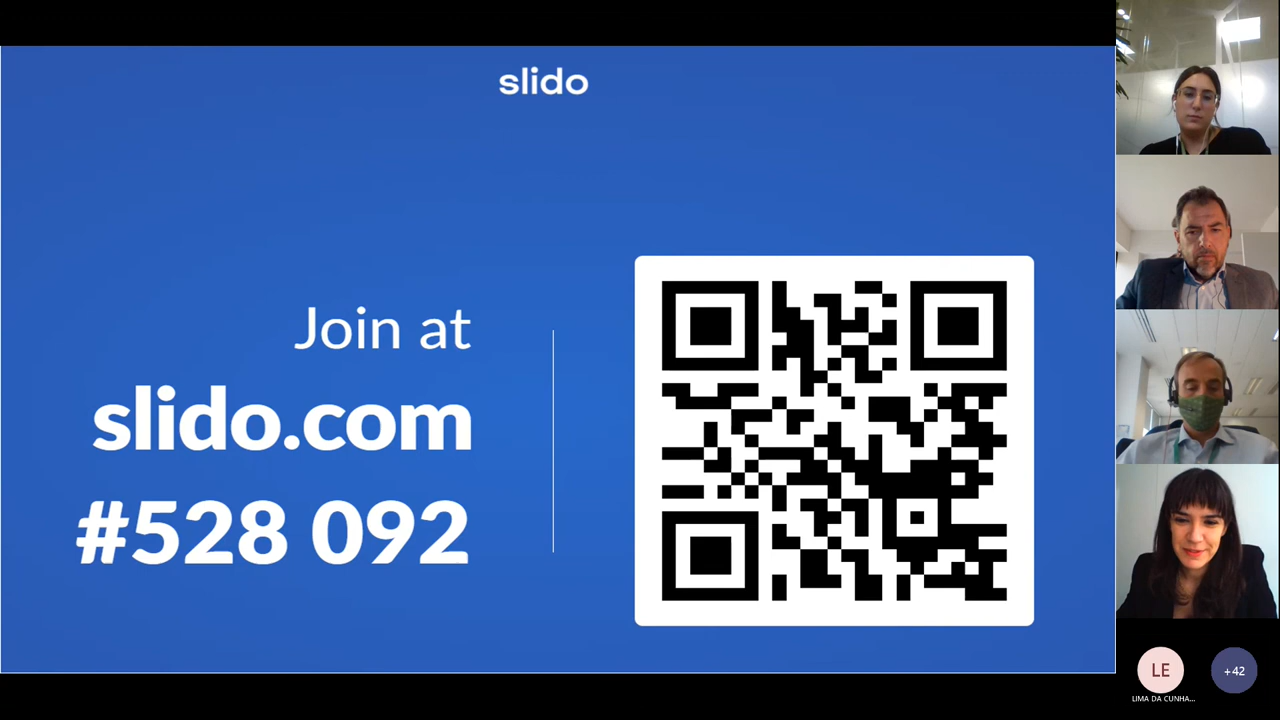 slido
Join at
slido.com
#528 092
LE
+42
LIMA DA CUNHA...